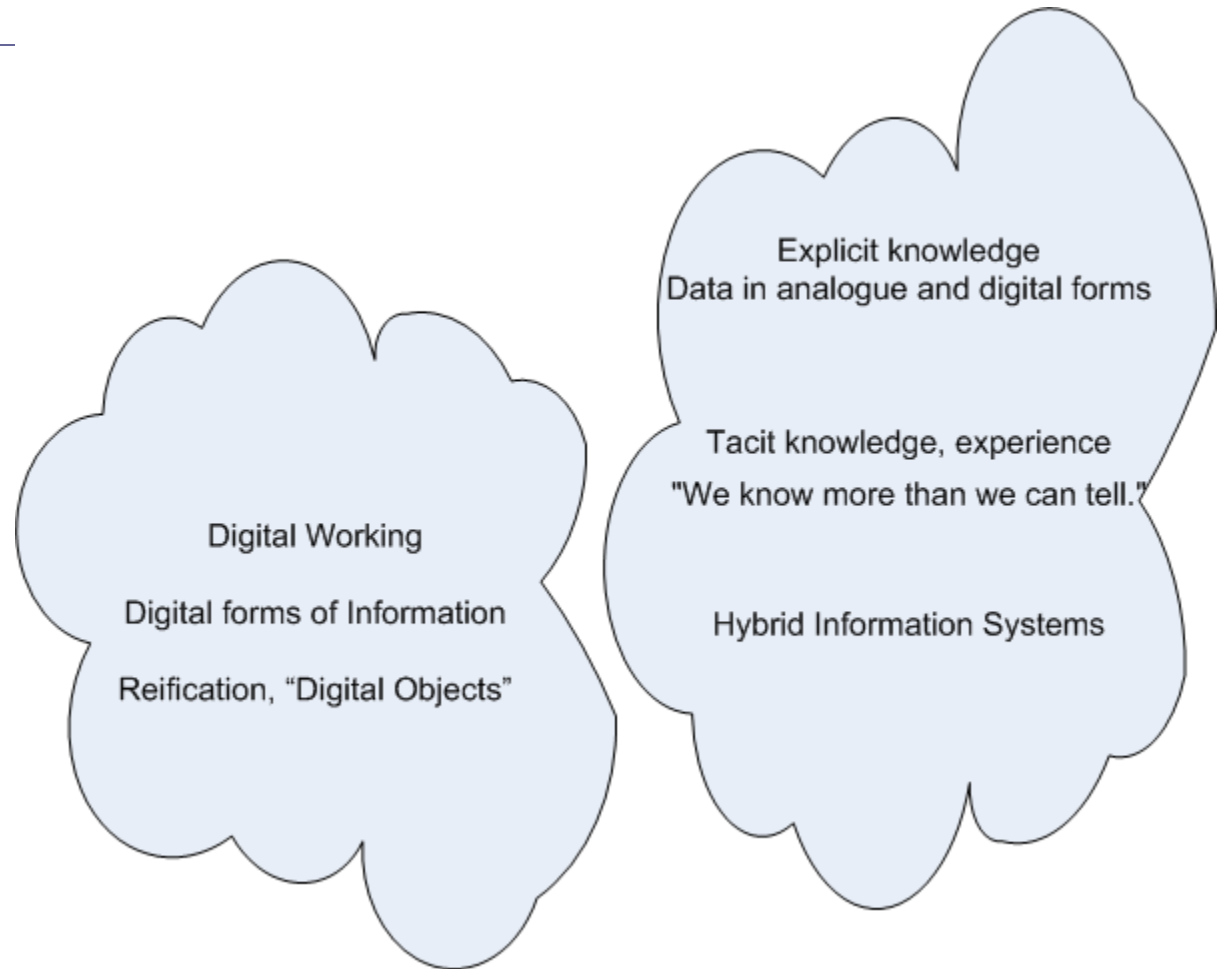 Digital Working
Digital forms of Information
Reification, “Digital Objects”
Explicit knowledge
Data in analogue and digital forms
Tacit knowledge, experience
"We know more than we can tell."
Hybrid Information Systems